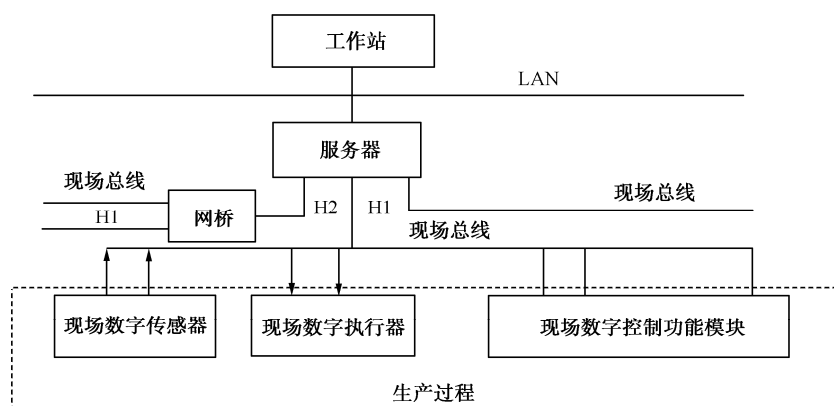 工作站
LAN
服务器
现场总线
H1
网桥
H2
H1
现场总线
现场总线
现场数字传感器
现场数字执行器
现场数字控制功能模块
生产过程